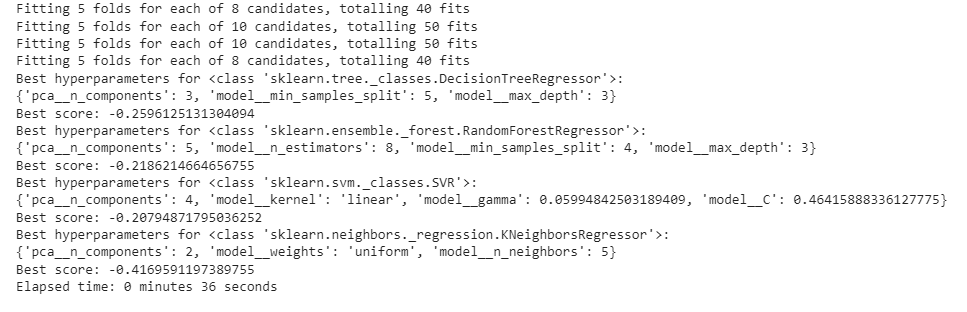 Fitting 5 folds for each of 8 candidates, totalling 40 fits
Fitting 5 folds for each of 10 candidates, totalling 50 fits
Fitting 5 folds for each of 10 candidates, totalling 50 fits
Fitting 5 folds for each of 8 candidates, totalling 40 fits
Best hyperparameters for <class 'sklearn.tree._classes.DecisionTreeRegressor'>:
{'pca__n_components': 3, 'model__min_samples_split': 5, 'model__max_depth': 3}
Best score: -0.2596125131304094
Best hyperparameters for <class 'sklearn.ensemble._forest.RandomForestRegressor'>:
{'pca__n_components': 5, 'model__n_estimators': 8, 'model__min_samples_split': 4, 'model__max_depth': 3}
Best score: -0.2186214664656755
Best hyperparameters for <class 'sklearn.svm._classes.SVR'>:
{'pca__n_components': 4, 'model__kernel': 'linear', 'model__gamma': 0.05994842503189409, 'model__C': 0.46415888336127775}
Best score: -0.20794871795036252
Best hyperparameters for <class 'sklearn.neighbors._regression.KNeighborsRegressor'>:
{'pca__n_components': 2, 'model__weights': 'uniform', 'model__n_neighbors': 5}
Best score: -0.4169591197389755
Elapsed time: 0 minutes 36 seconds